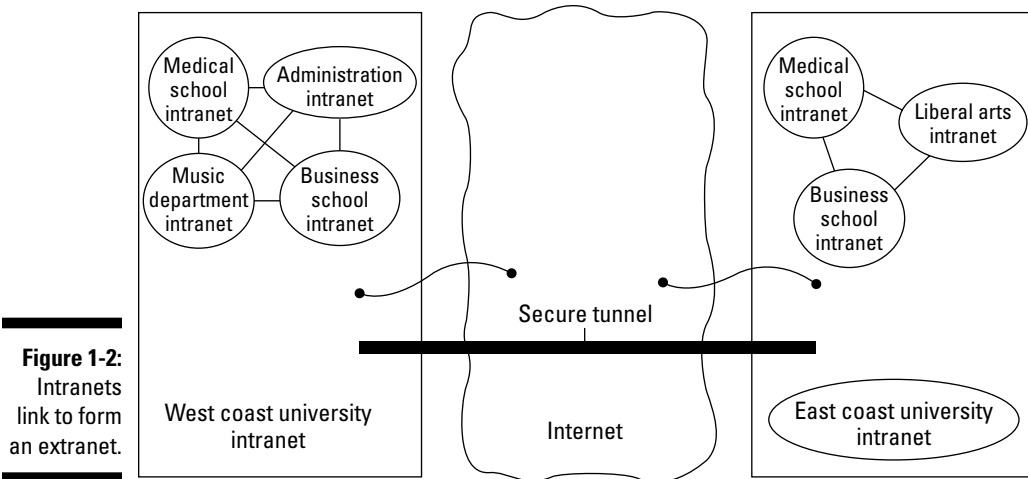 Medical
school
intranet
Administration
intranet
Music
department
intranet
Business
school
intranet
West coast university
intranet
Secure tunnel
Internet
Medical
school
intranet
Liberal arts
intranet
Business
school
intranet
East coast university
intranet
Figure 1-2:
Intranets
link to form
an extranet.